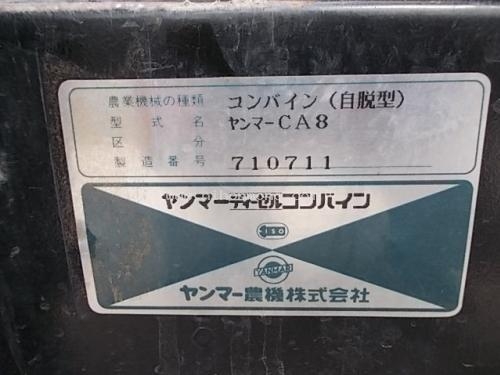 農業機械の種類 コンバイン(自脱型)
型式名 ヤンマーCA8
区分
製造番号 710711
ヤンマーディーゼルコンバイン
ISO
YANMAR
ヤンマー農機株式会社